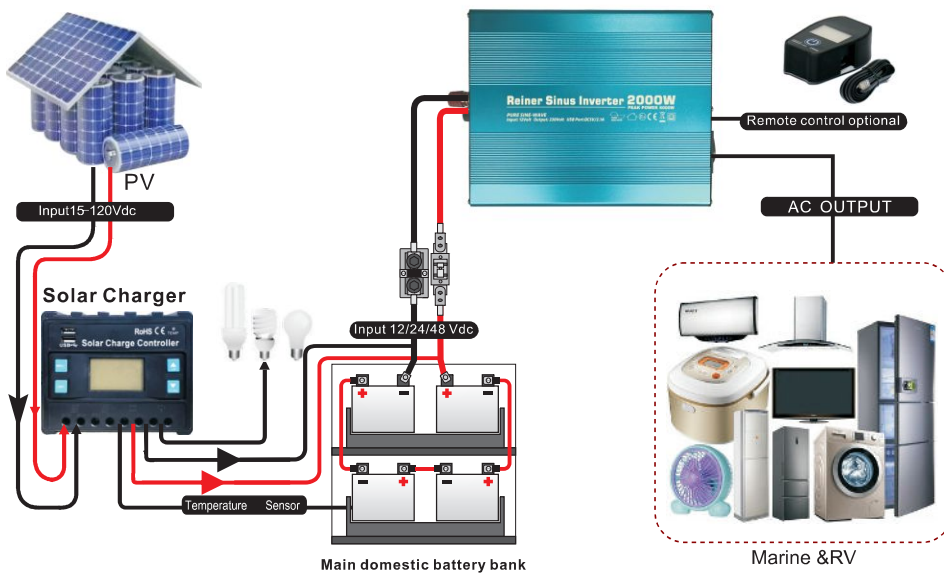 PV
Input15-120Vdc
Solar Charger
RoHS CE
USB
Solar Charge Controller
Reiner Sinus Inverter 2000W
PURE SINE WAVE
Remote control optional
AC OUTPUT
Input 12/24/48 Vdc
+ - + -
- + - +
Temperature Sensor
Main domestic battery bank
Marine &RV